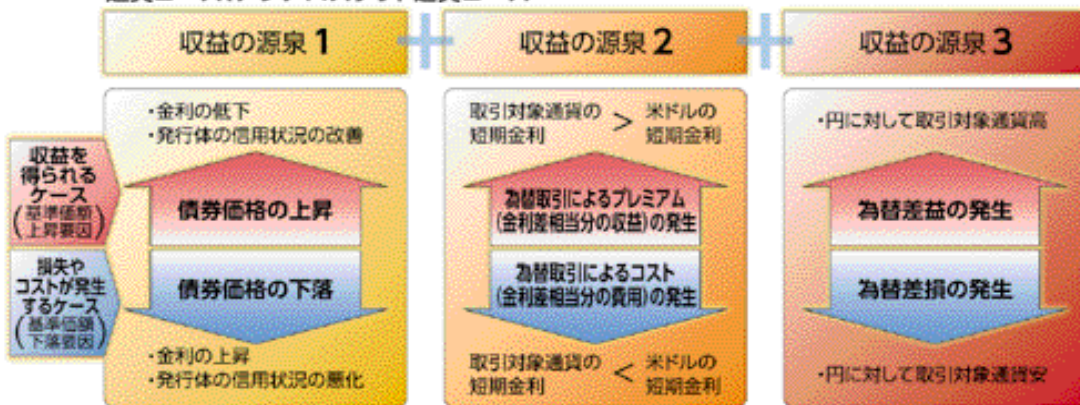 収益の源泉1 + 収益の源泉2 + 収益の源泉3
収益を
得られる
ケース
(基準価額
上昇要因)
損失や
コストが発生
するケース
(基準価額
下落要因)
・金利の低下
・発行体の信用状況の改善
債券価格の上昇
債券価格の下落
・金利の上昇
・発行体の信用状況の悪化
取引対象通貨の 米ドルの
短期金利 > 短期金利
為替取引によるプレミアム
(金利差相当分の収益)の発生
為替取引によるコスト
(金利差相当分の費用)の発生
取引対象通貨の 米ドルの
短期金利 < 短期金利
・円に対して取引対象通貨高
為替差益の発生
為替差損の発生
・円に対して取引対象通貨安